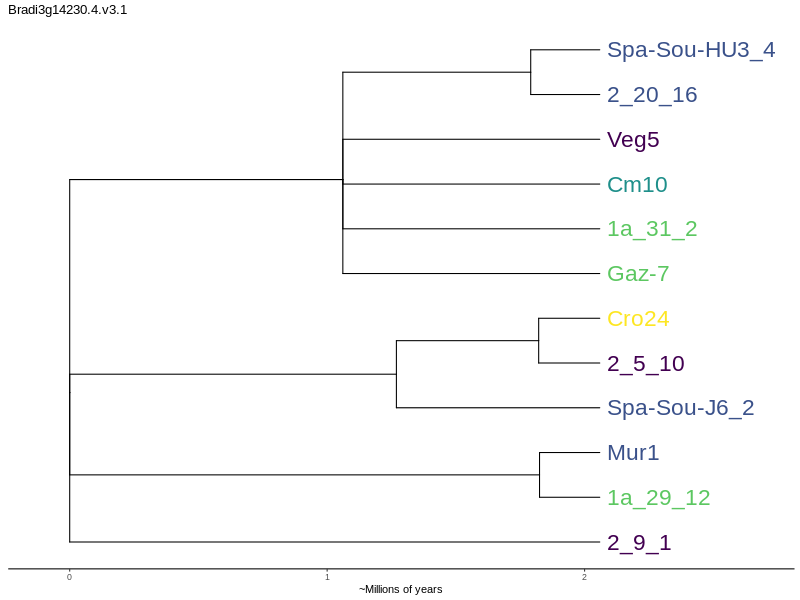 Bradi3g14230.4.v3.1
Spa-Sou-HU3_4
2_20_16
Veg5
Cm10
1a_31_2
Gaz-7
Cro24
2_5_10
Spa-Sou-J6_2
Mur1
1a_29_12
2_9_1
0 1 2
~Millions of years